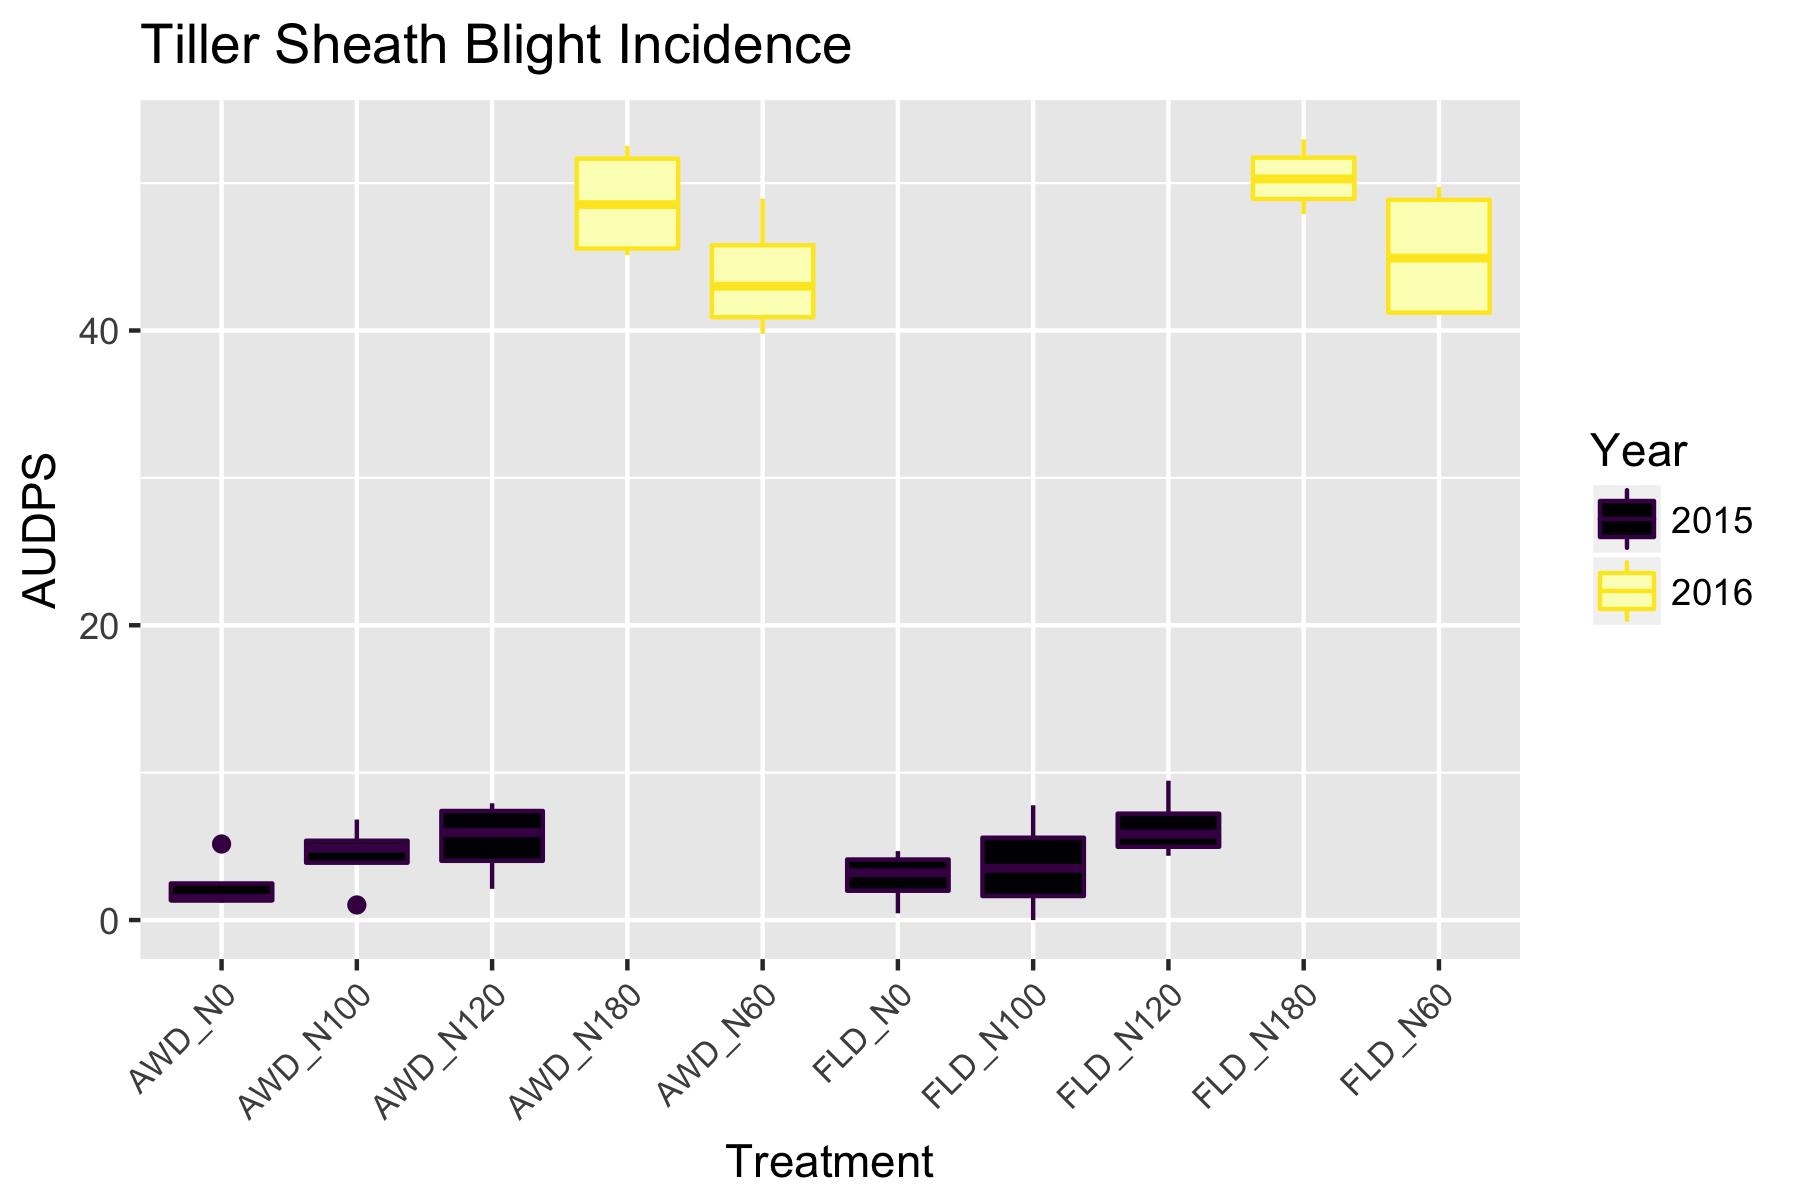 Tiller Sheath Blight Incidence
AUDPS
40
20
0
AWD_N0
AWD_N100
AWD_N120
AWD_N180
AWD_N60
FLD_N0
FLD_N100
FLD_N120
FLD_N180
FLD_N60
Treatment
Year
2015
2016